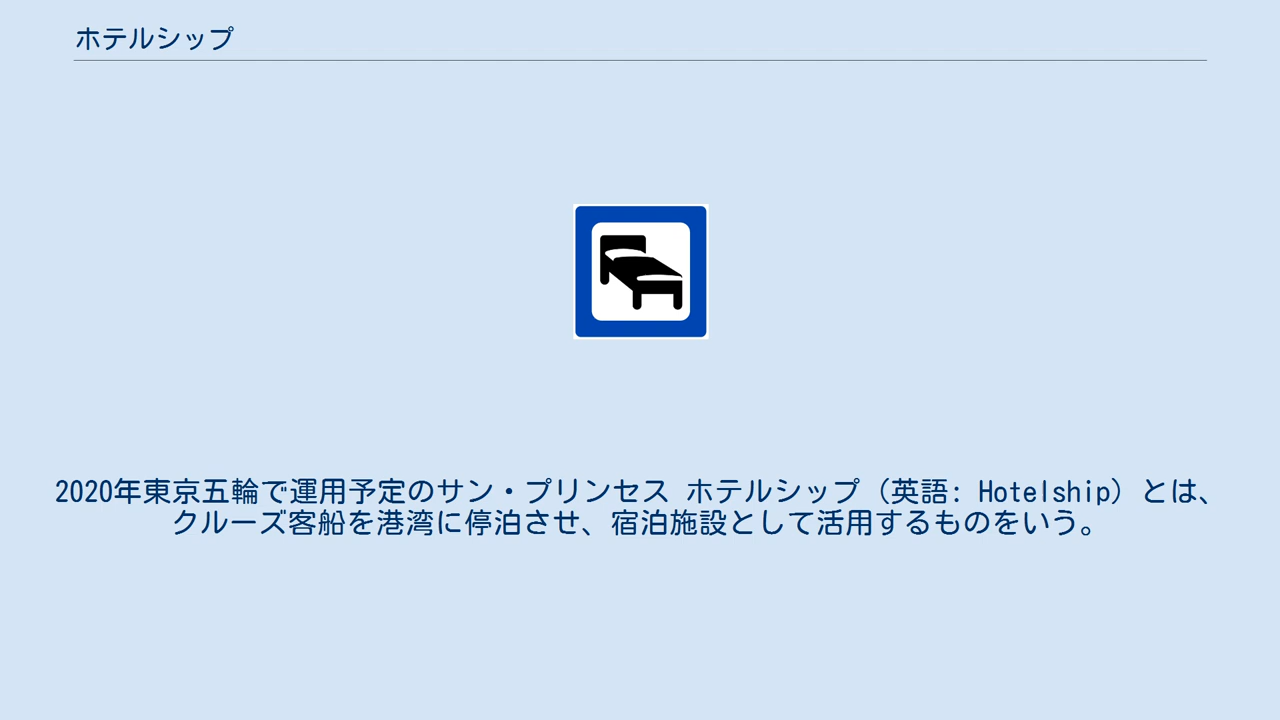 ホテルシップ
2020年東京五輪で運用予定のサン・プリンセス ホテルシップ（英語: Hotelship）とは、
クルーズ客船を港湾に停泊させ、宿泊施設として活用するものをいう。